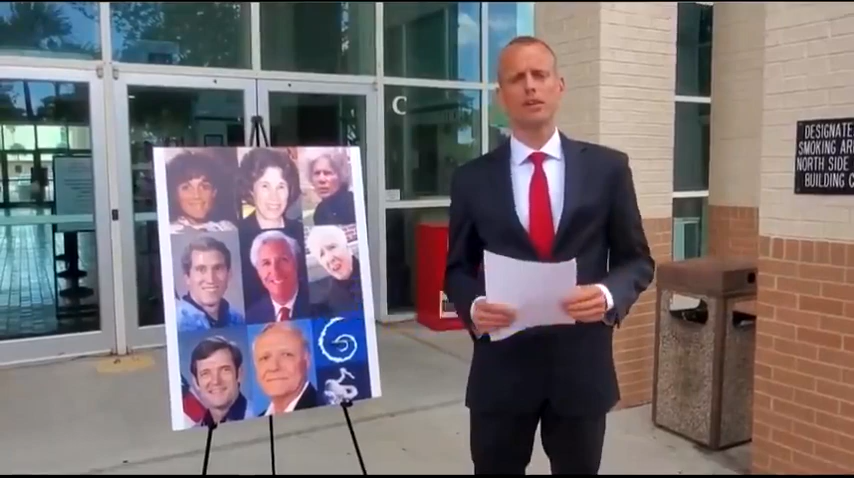 C
DESIGNATE
SMOKING AR
NORTH SIDE
BUILDING